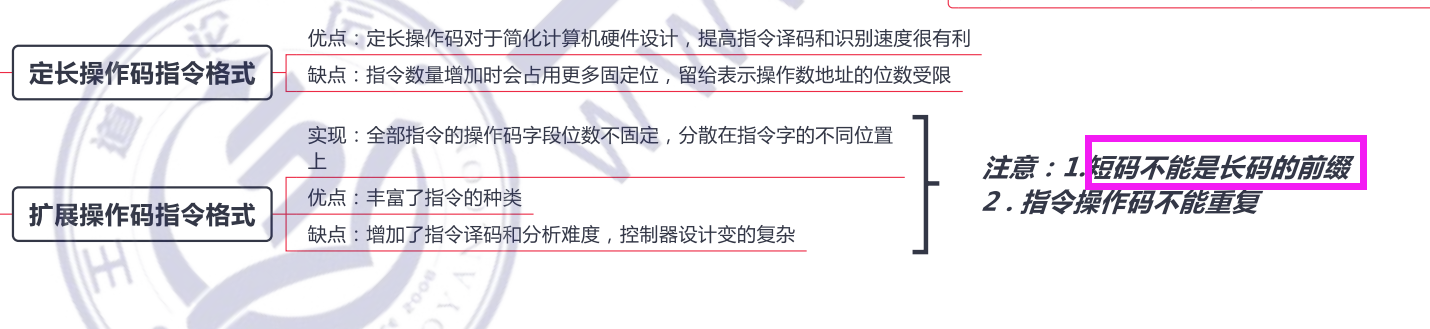 定长操作码指令格式
优点：定长操作码对于简化计算机硬件设计，提高指令译码和识别速度很有利
缺点：指令数量增加时会占用更多固定位，留给表示操作数地址的位数受限
扩展操作码指令格式
实现：全部指令的操作码字段位数不固定，分散在指令字的不同位置
上
优点：丰富了指令的种类
缺点：增加了指令译码和分析难度，控制器设计变的复杂
注意：1.短码不能是长码的前缀
2．指令操作码不能重复
王道论
2008